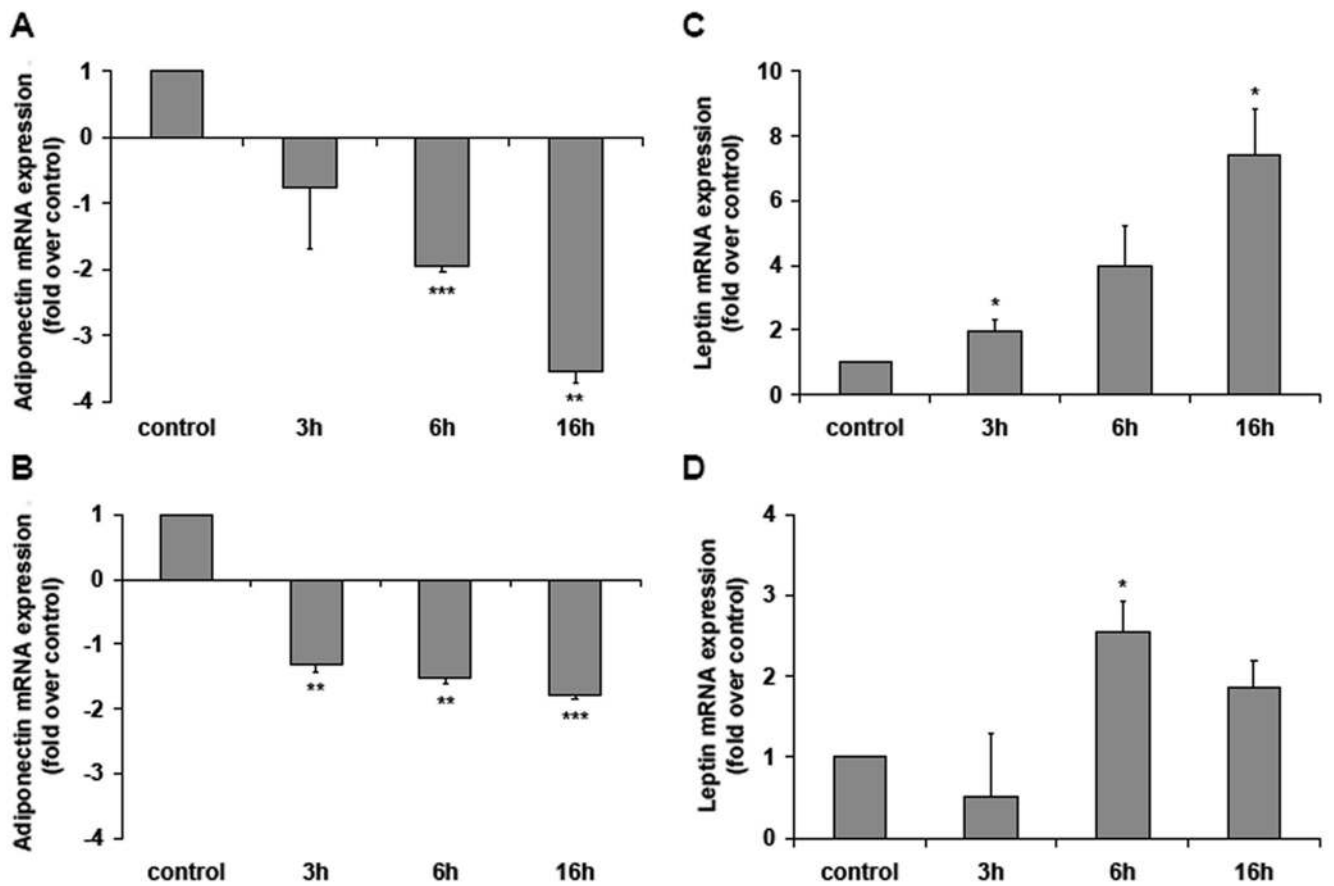 A
Adiponectin mRNA expression
(fold over control)
1
0
-1
-2
-3
-4
***
**
control 3h 6h 16h
C
Leptin mRNA expression
(fold over control)
10
8
6
4
2
0
*
*
control 3h 6h 16h
B
Adiponectin mRNA expression
(fold over control)
1
0
-1
-2
-3
-4
**
**
***
control 3h 6h 16h
D
Leptin mRNA expression
(fold over control)
4
3
2
1
0
*
control 3h 6h 16h